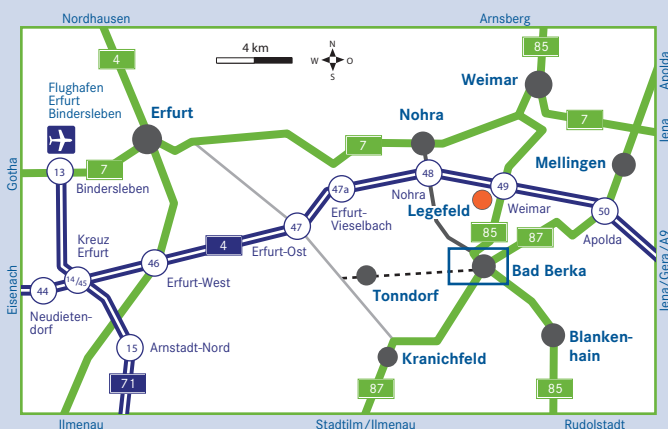 Nordhausen
Arnsberg
4 km
N
W
O
S
85
4
Flughafen
Erfurt
Bindersleben
Erfurt
Weimar
Apolda
Nohra
7
7
Jena
Gotha
13
7
Bindersleben
48
Mellingen
47a
Nohra
49
Weimar
Legefeld
Erfurt-
Vieselbach
50
Apolda
47
85
87
Kreuz
Erfurt
4
Erfurt-Ost
46
Erfurt-West
Bad Berka
Eisenach
44
14/45
Neudieten-
dorf
Tonndorf
Jena/Gera/A9
15
Arnstadt-Nord
Kranichfeld
Blanken-
hain
71
87
85
Ilmenau
Stadtilm/Ilmenau
Rudolstadt